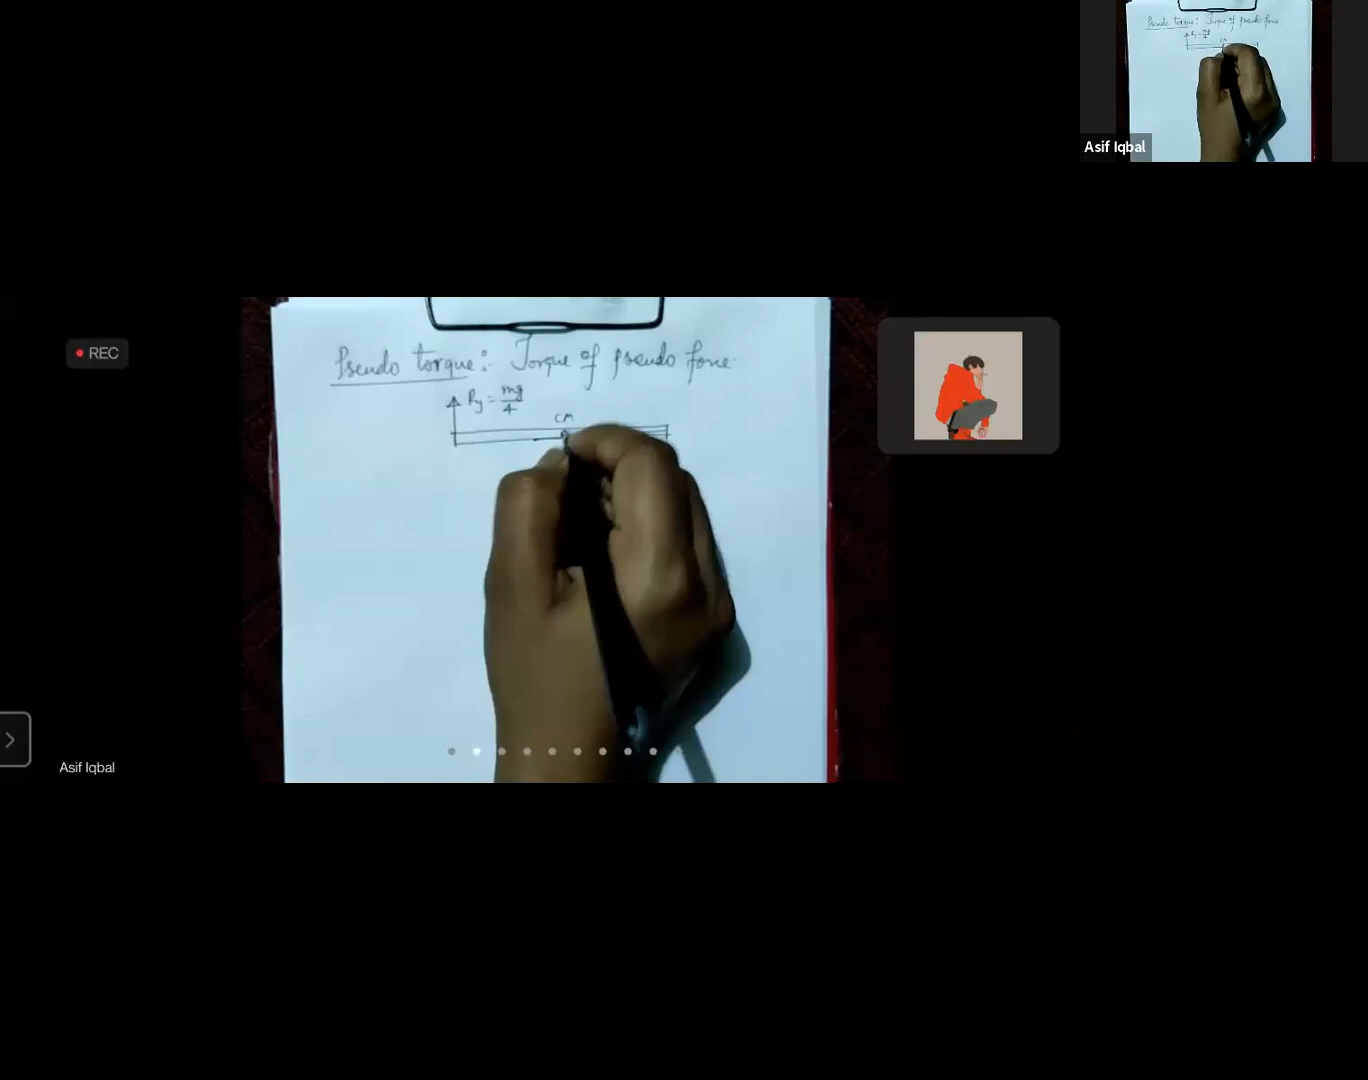 Asif Iqbal
REC
Pseudo torque: Torque of pseudo force
Ry = mg/4
CM
Asif Iqbal